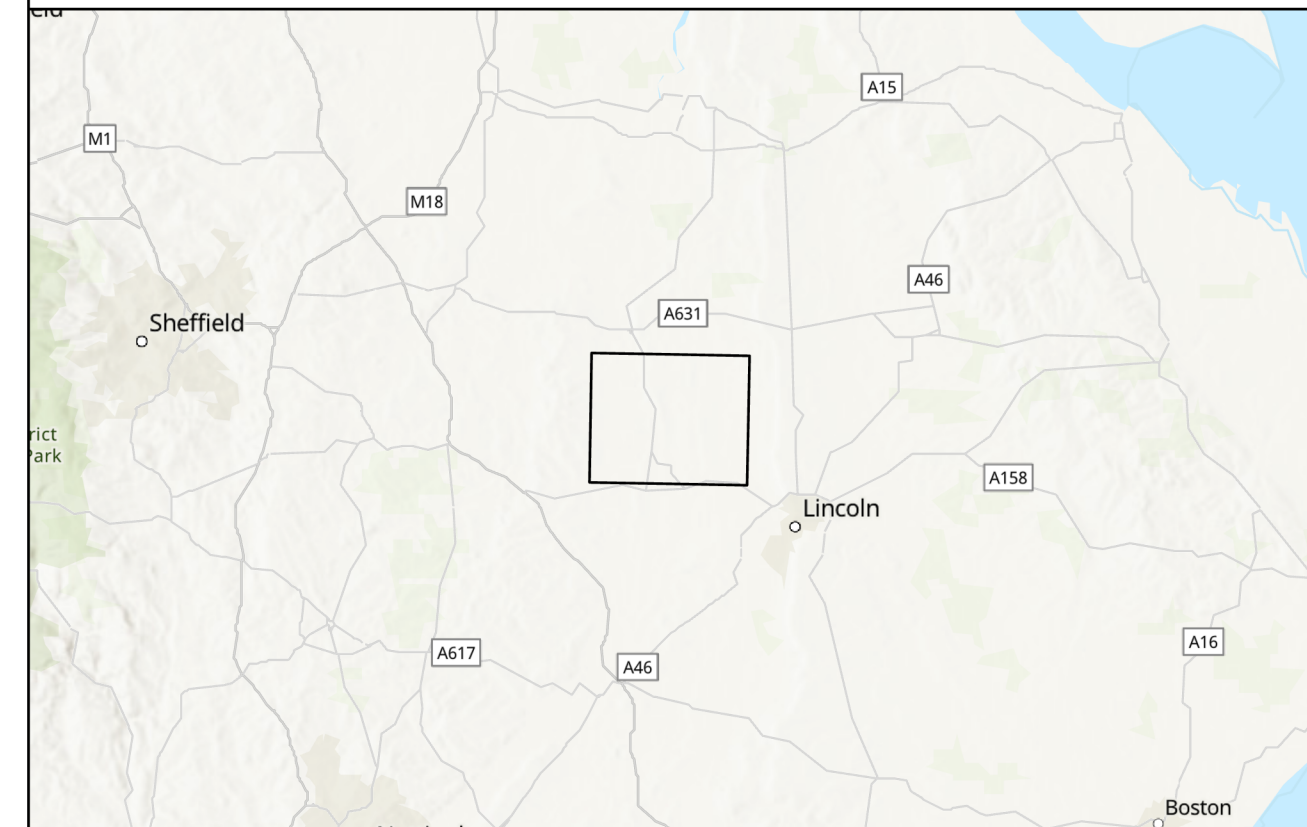 A15
M1
M18
A46
A631
Sheffield
rict
Park
A158
Lincoln
A16
A617
A46
Boston